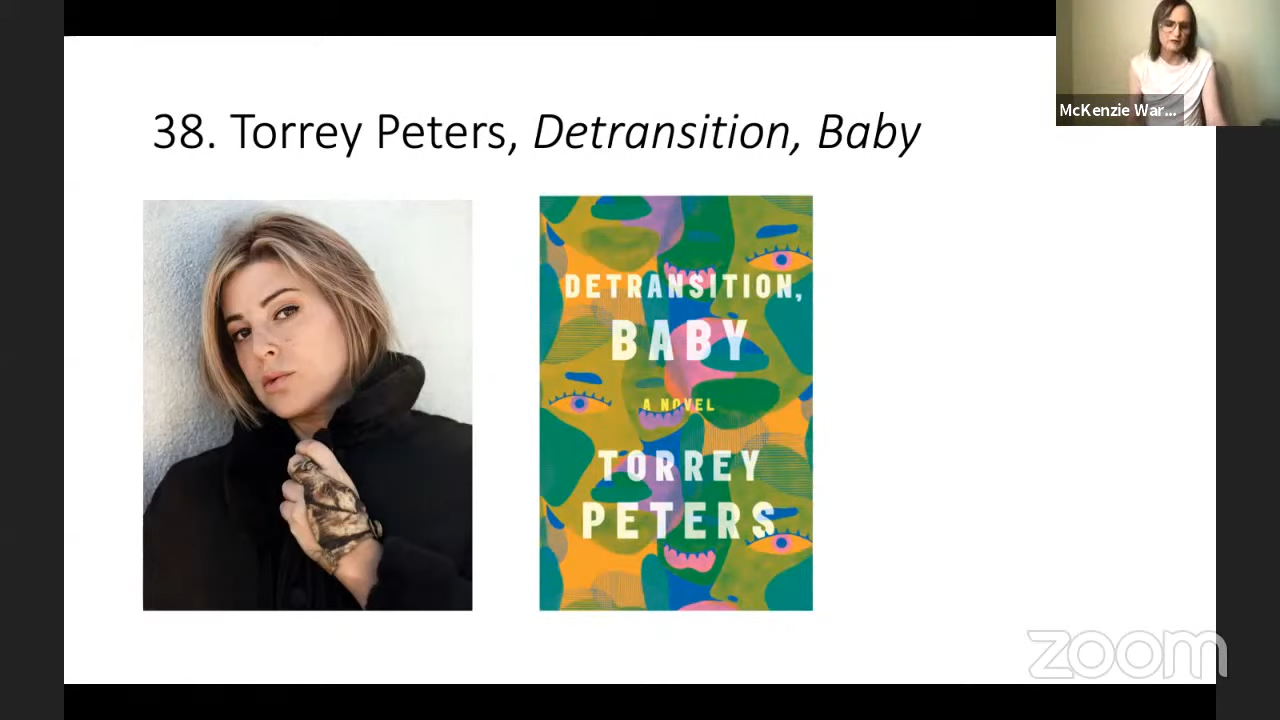 38. Torrey Peters, Detransition, Baby
McKenzie War...
DETRANSITION,
BABY
A NOVEL
TORREY
PETERS
zoom